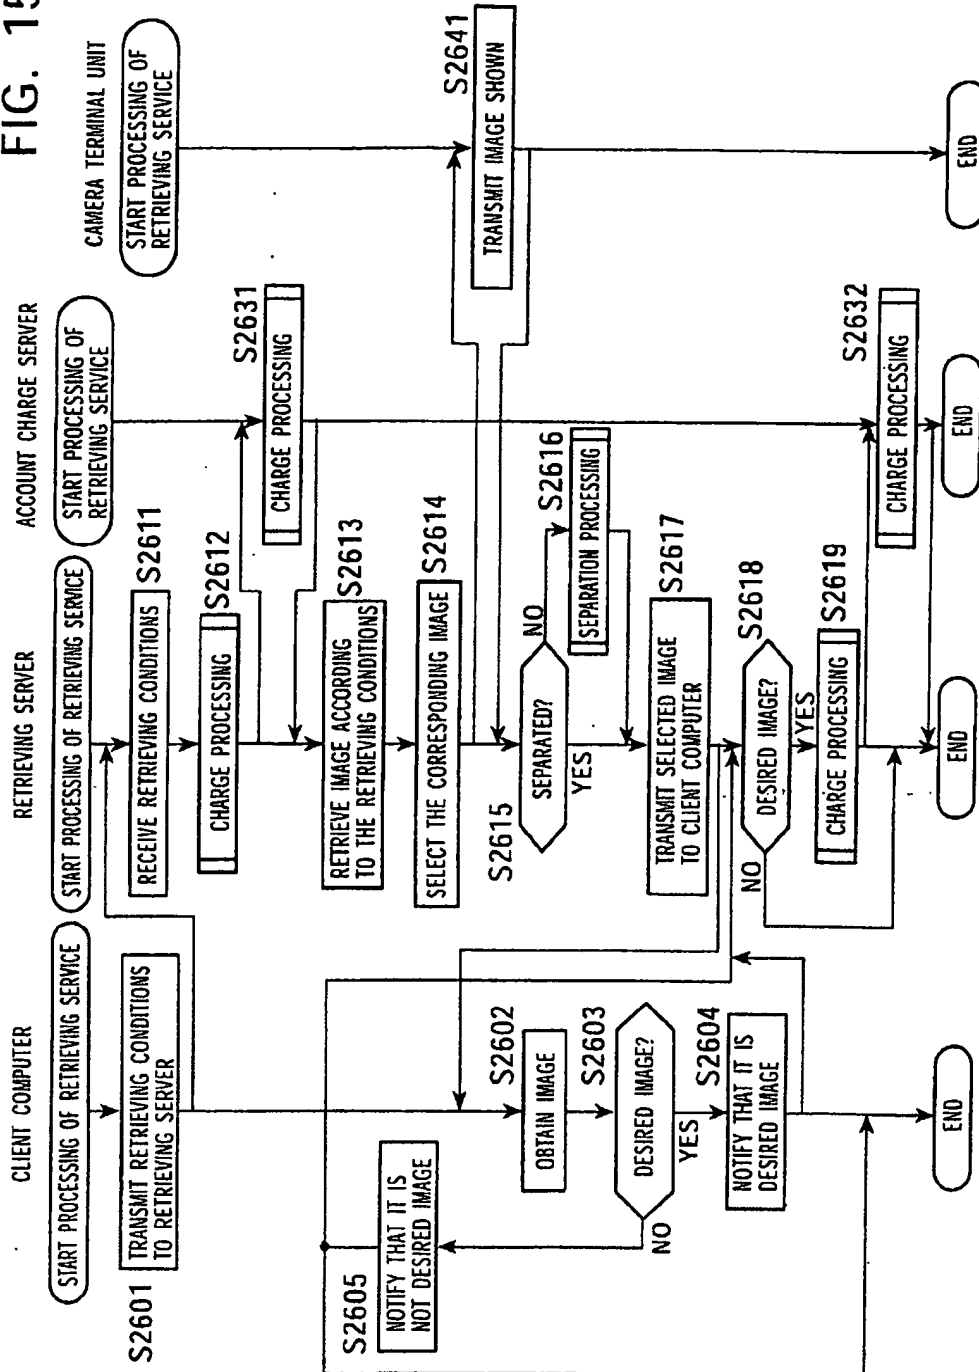 FIG. 15
CLIENT COMPUTER
START PROCESSING OF RETRIEVING SERVICE
S2601
TRANSMIT RETRIEVING CONDITIONS
TO RETRIEVING SERVER
S2605
NOTIFY THAT IT IS
NOT DESIRED IMAGE
S2602
OBTAIN IMAGE
S2603
DESIRED IMAGE?
NO
YES
S2604
NOTIFY THAT IT IS
DESIRED IMAGE
END
RETRIEVING SERVER
START PROCESSING OF RETRIEVING SERVICE
S2611
RECEIVE RETRIEVING CONDITIONS
S2612
CHARGE PROCESSING
S2613
RETRIEVE IMAGE ACCORDING
TO THE RETRIEVING CONDITIONS
S2614
SELECT THE CORRESPONDING IMAGE
S2615
SEPARATED?
NO
YES
S2616
SEPARATION PROCESSING
S2617
TRANSMIT SELECTED IMAGE
TO CLIENT COMPUTER
S2618
DESIRED IMAGE?
NO
YES
S2619
CHARGE PROCESSING
END
ACCOUNT CHARGE SERVER
START PROCESSING OF
RETRIEVING SERVICE
S2631
CHARGE PROCESSING
S2632
CHARGE PROCESSING
END
CAMERA TERMINAL UNIT
START PROCESSING OF
RETRIEVING SERVICE
S2641
TRANSMIT IMAGE SHOWN
END